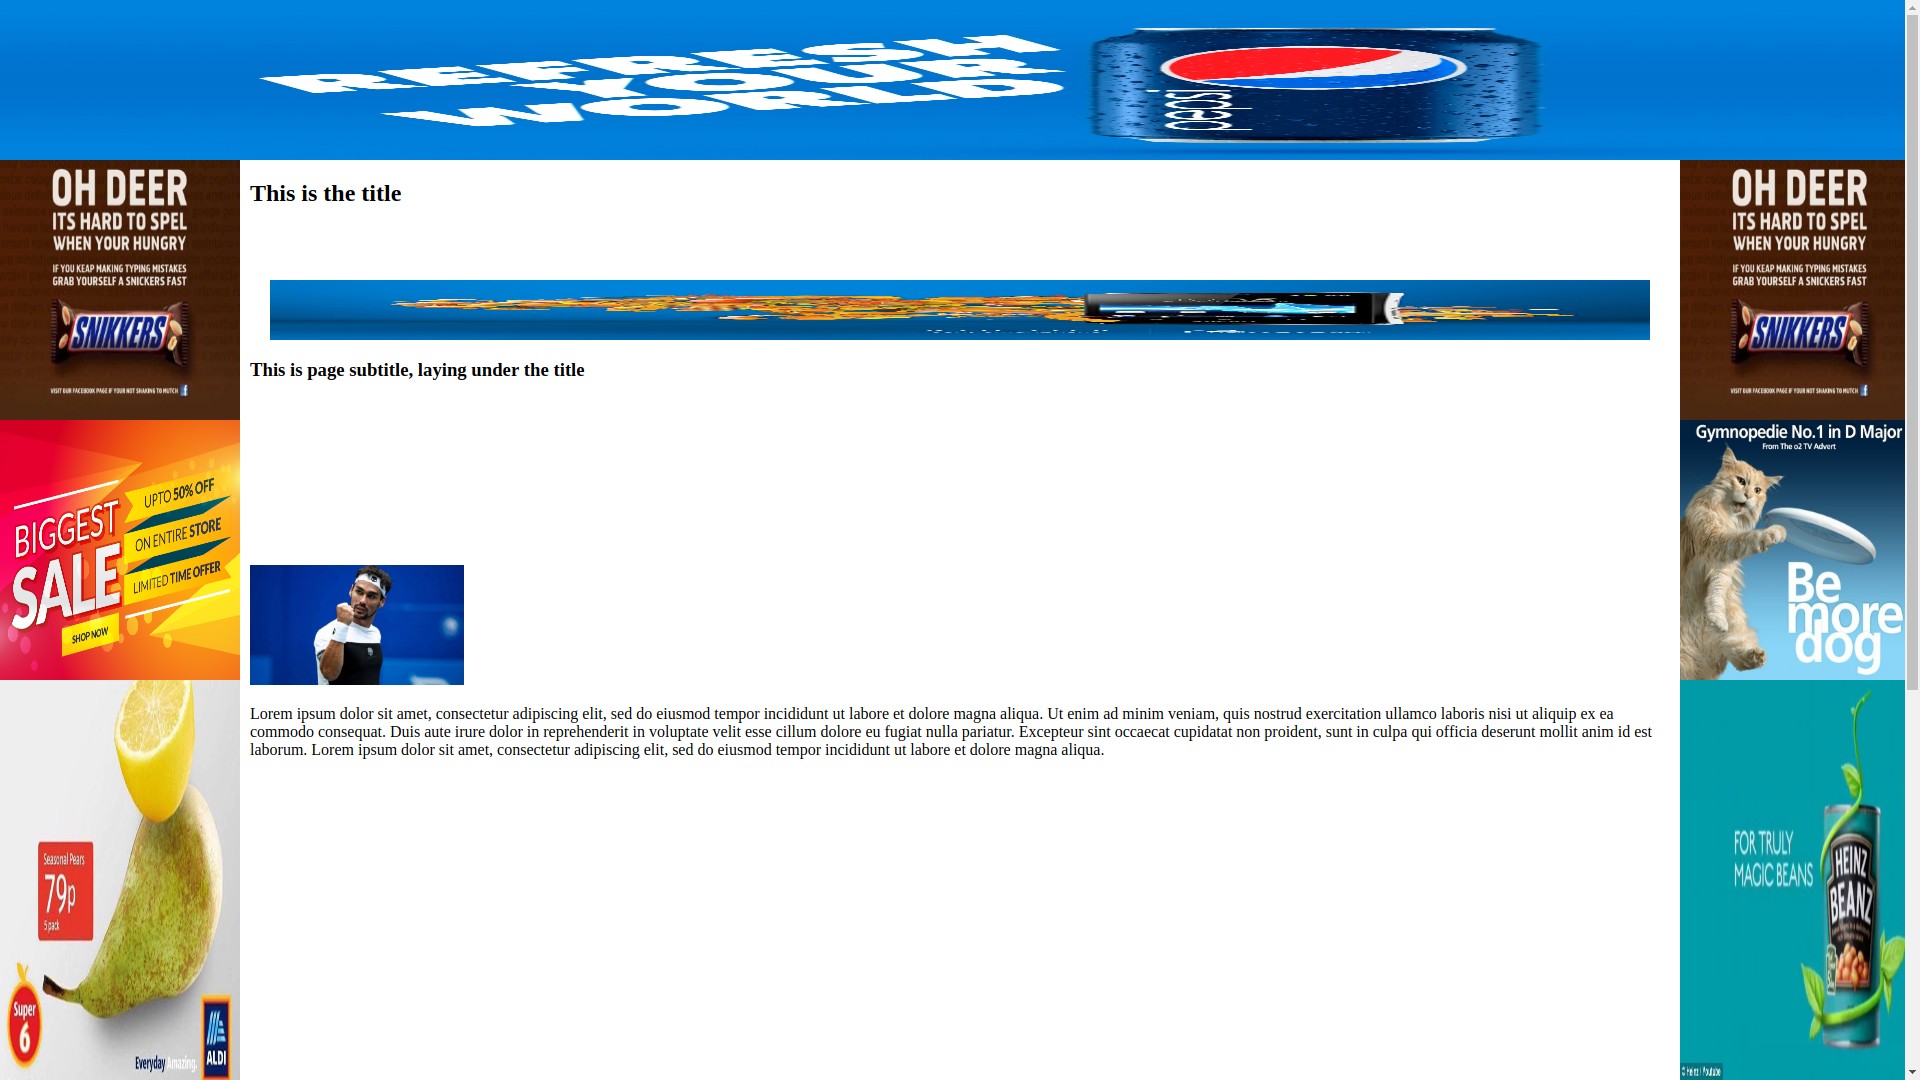 REFRESH
YOUR
WORLD
pepsi
OH DEER
ITS HARD TO SPEL
WHEN YOUR HUNGRY
IF YOU KEAP MAKING TYPING MISTAKES
GRAB YOURSELF A SNICKERS FAST
SNIKKERS
VISIT OUR FACEBOOK PAGE IF YOUR NOT SHAKING TO MUTCH
BIGGEST
SALE
UPTO 50% OFF
ON ENTIRE STORE
LIMITED TIME OFFER
SHOP NOW
Seasonal Pears
79p
5 pack
Super
6
Everyday Amazing.
ALDI
This is the title
This is page subtitle, laying under the title
Lorem ipsum dolor sit amet, consectetur adipiscing elit, sed do eiusmod tempor incididunt ut labore et dolore magna aliqua. Ut enim ad minim veniam, quis nostrud exercitation ullamco laboris nisi ut aliquip ex ea
commodo consequat. Duis aute irure dolor in reprehenderit in voluptate velit esse cillum dolore eu fugiat nulla pariatur. Excepteur sint occaecat cupidatat non proident, sunt in culpa qui officia deserunt mollit anim id est
laborum. Lorem ipsum dolor sit amet, consectetur adipiscing elit, sed do eiusmod tempor incididunt ut labore et dolore magna aliqua.
OH DEER
ITS HARD TO SPEL
WHEN YOUR HUNGRY
IF YOU KEAP MAKING TYPING MISTAKES
GRAB YOURSELF A SNICKERS FAST
SNIKKERS
VISIT OUR FACEBOOK PAGE IF YOUR NOT SHAKING TO MUTCH
Gymnopedie No.1 in D Major
From The o2 TV Advert
Be
more
dog
FOR TRULY
MAGIC BEANS
HEINZ
BEANZ
© Heinz / Youtube